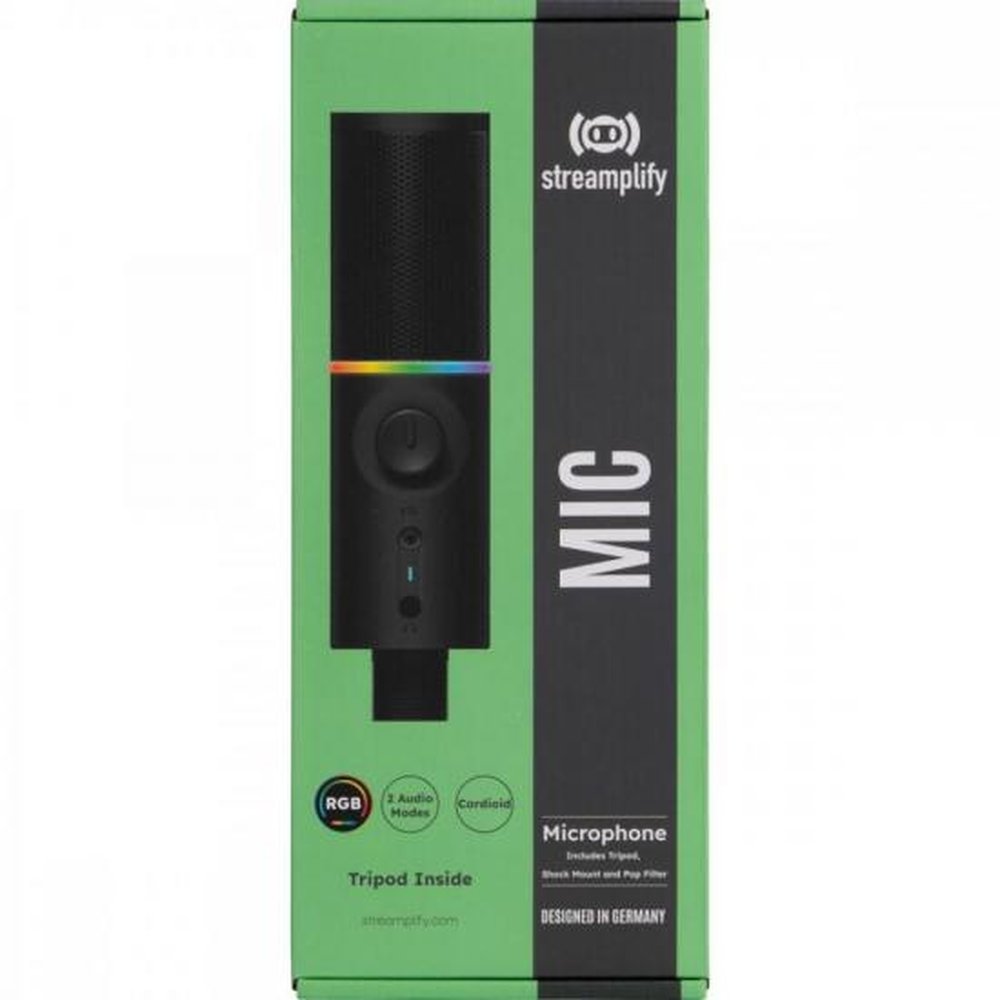 streamplify
MIC
RGB
2 Audio
Modes
Cardioid
Tripod Inside
streamplify.com
Microphone
Includes Tripod,
Shock Mount and Pop Filter
DESIGNED IN GERMANY